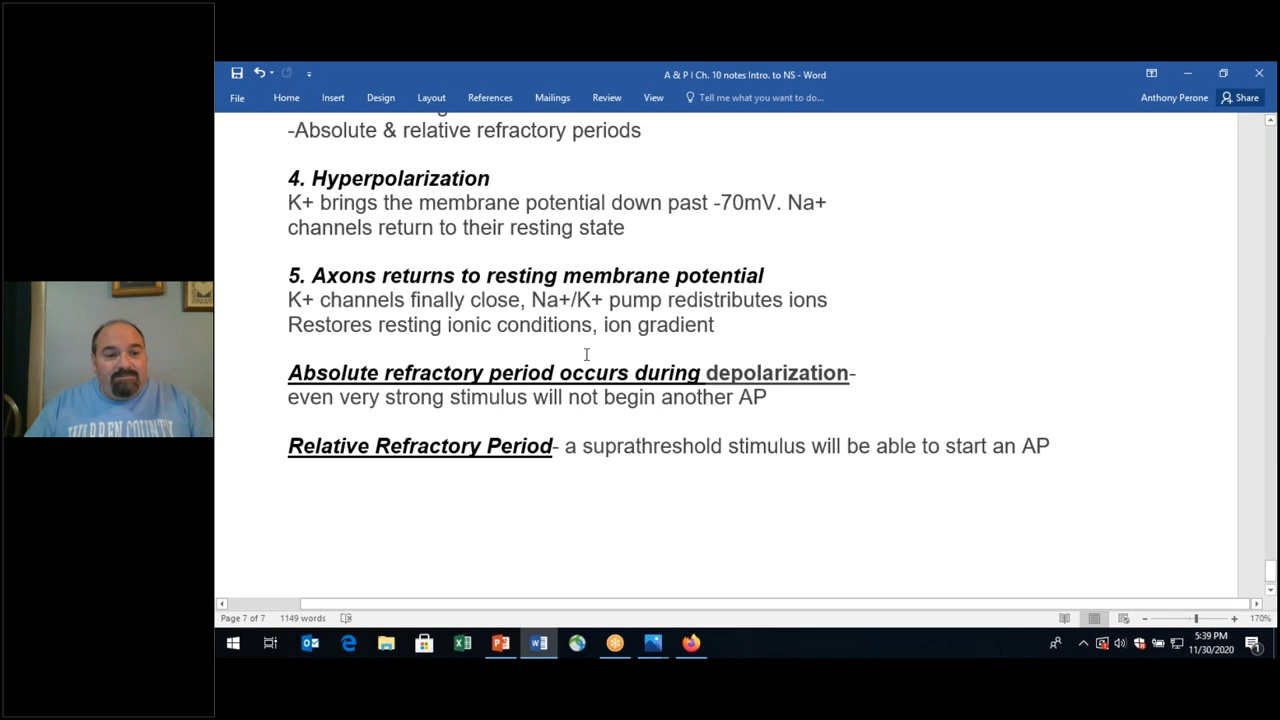 A & P I Ch. 10 notes Intro. to NS - Word
File Home Insert Design Layout References Mailings Review View Tell me what you want to do... Anthony Perone Share
-Absolute & relative refractory periods
4. Hyperpolarization
K+ brings the membrane potential down past -70mV. Na+
channels return to their resting state
5. Axons returns to resting membrane potential
K+ channels finally close, Na+/K+ pump redistributes ions
Restores resting ionic conditions, ion gradient
Absolute refractory period occurs during depolarization-
even very strong stimulus will not begin another AP
Relative Refractory Period- a suprathreshold stimulus will be able to start an AP
WARREN COUNTY
Page 7 of 7 1149 words 170%
5:39 PM
11/30/2020